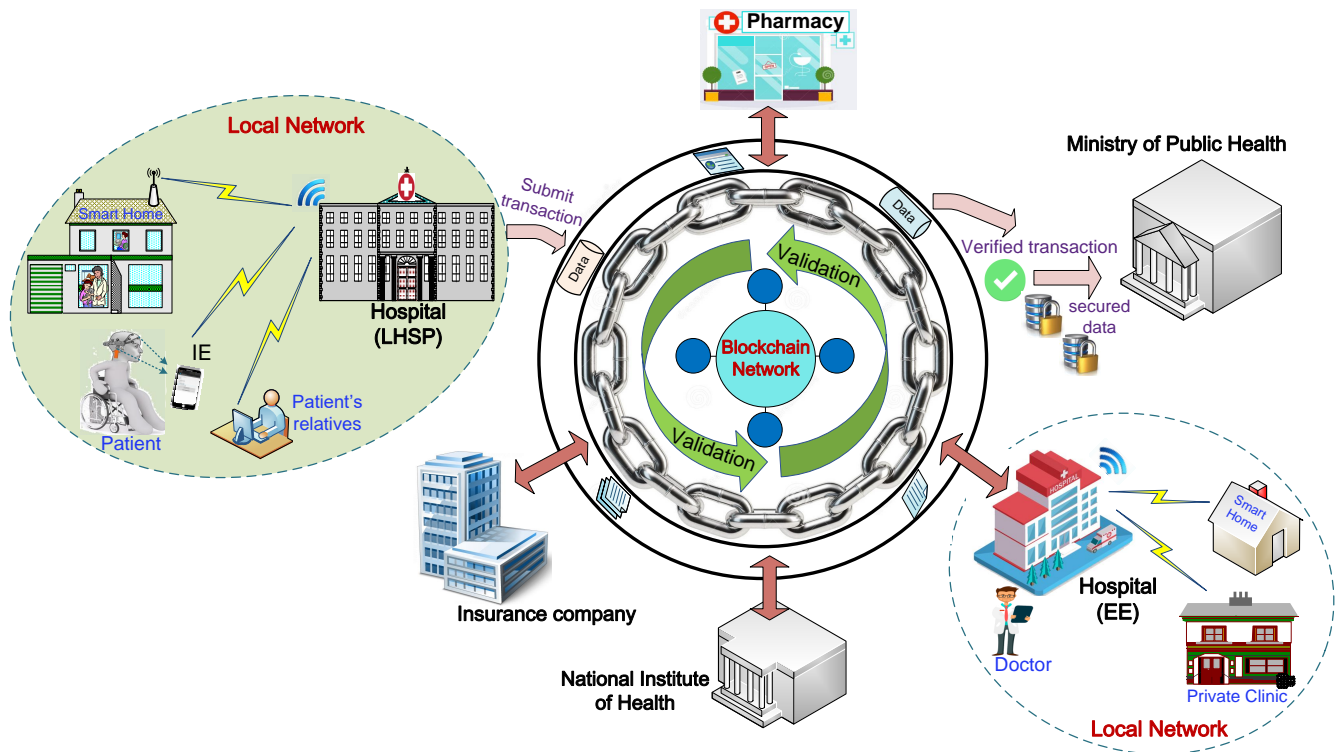 Pharmacy
Local Network
Ministry of Public Health
Smart Home
Submit
transaction
Data
Data
Validation
Verified transaction
secured
data
Hospital
(LHSP)
IE
Blockchain
Network
Patient
Patient's
relatives
Validation
HOSPITAL
Smart
Home
Insurance company
Hospital
(EE)
Doctor
National Institute
of Health
Private Clinic
Local Network